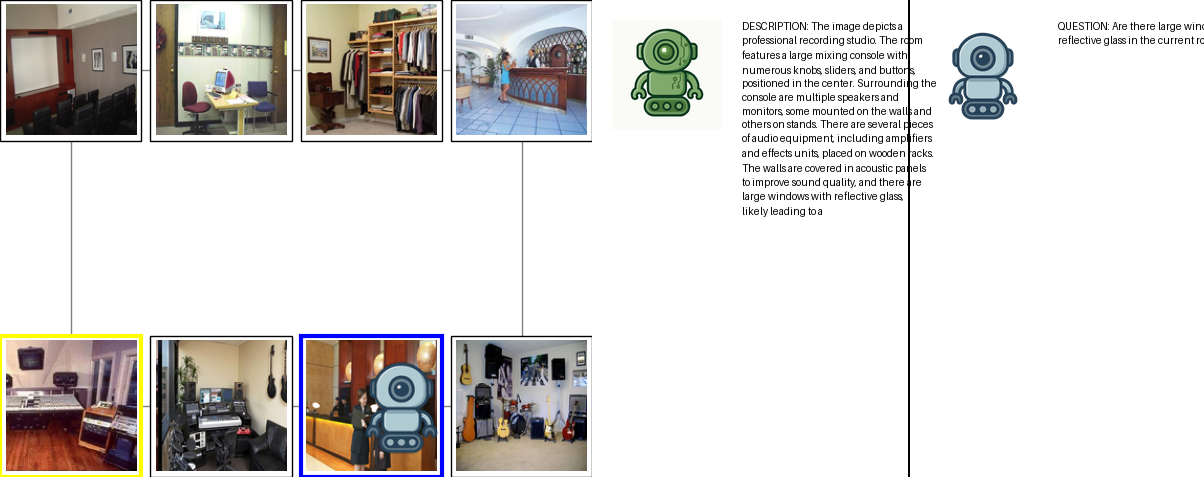 DESCRIPTION: The image depicts a
professional recording studio. The room
features a large mixing console with
numerous knobs, sliders, and buttons,
positioned in the center. Surrounding the
console are multiple speakers and
monitors, some mounted on the walls and
others on stands. There are several pieces
of audio equipment, including amplifiers
and effects units, placed on wooden racks.
The walls are covered in acoustic panels
to improve sound quality, and there are
large windows with reflective glass,
likely leading to a
QUESTION: Are there large
reflective glass in the current